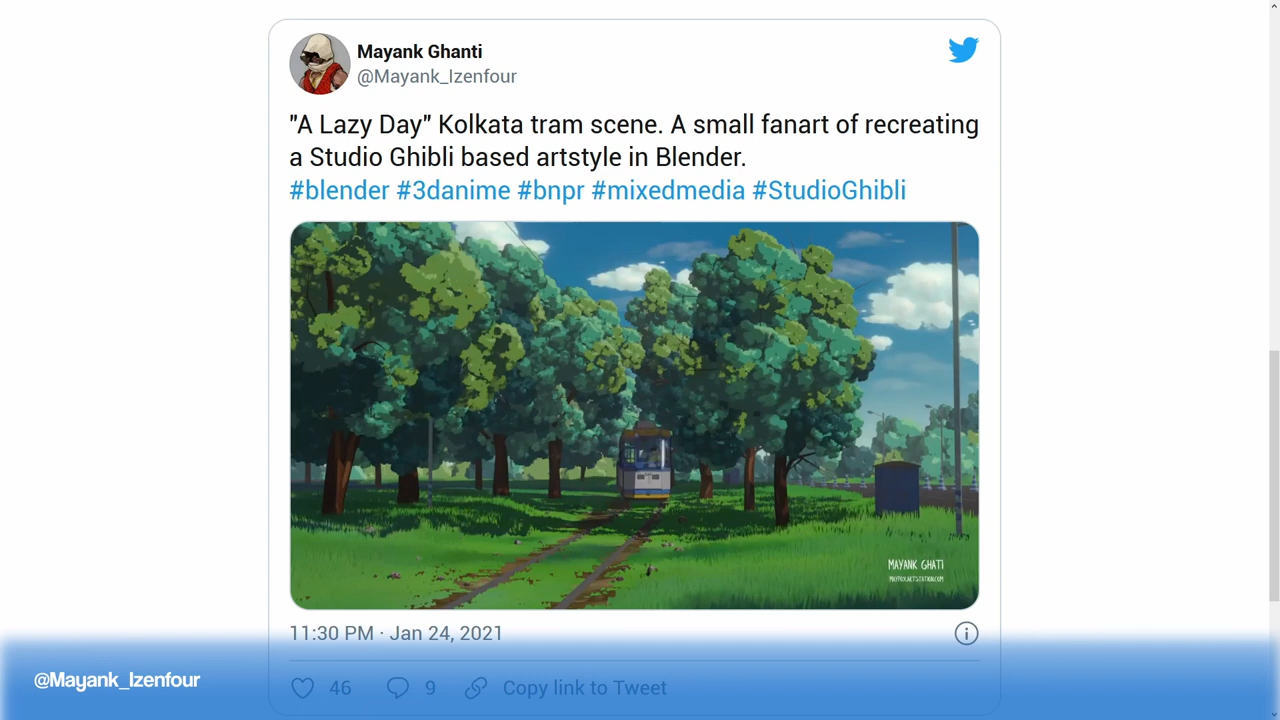 Mayank Ghanti
@Mayank_Izenfour
"A Lazy Day" Kolkata tram scene. A small fanart of recreating
a Studio Ghibli based artstyle in Blender.
#blender #3danime #bnpr #mixedmedia #StudioGhibli
MAYANK GHATI
11:30 PM · Jan 24, 2021
46 9 Copy link to Tweet
@Mayank_Izenfour